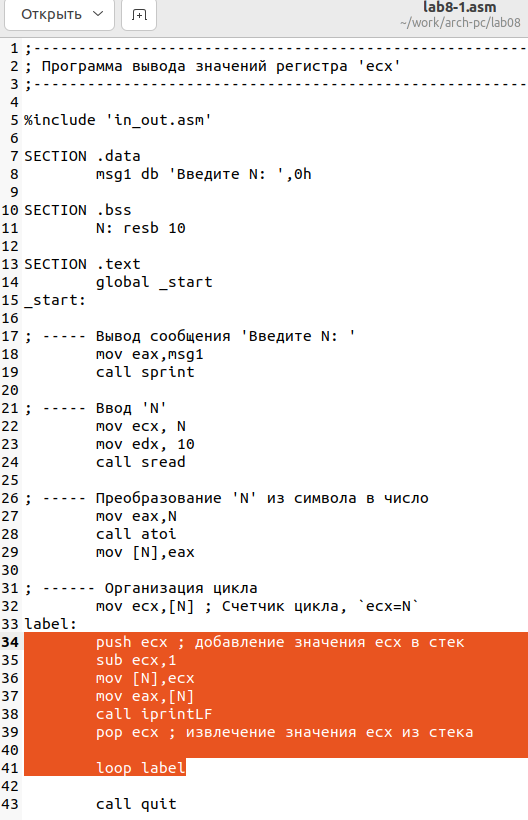 Открыть
lab8-1.asm
~/work/arch-pc/lab08
1 ;-------------------------------------------------------
2 ; Программа вывода значений регистра 'ecx'
3 ;-------------------------------------------------------
4
5 %include 'in_out.asm'
6
7 SECTION .data
8         msg1 db 'Введите N: ',0h
9
10 SECTION .bss
11         N: resb 10
12
13 SECTION .text
14         global _start
15 _start:
16
17 ; ----- Вывод сообщения 'Введите N: '
18         mov eax,msg1
19         call sprint
20
21 ; ----- Ввод 'N'
22         mov ecx, N
23         mov edx, 10
24         call sread
25
26 ; ----- Преобразование 'N' из символа в число
27         mov eax,N
28         call atoi
29         mov [N],eax
30
31 ; ------ Организация цикла
32         mov ecx,[N] ; Счетчик цикла, `ecx=N`
33 label:
34         push ecx ; добавление значения ecx в стек
35         sub ecx,1
36         mov [N],ecx
37         mov eax,[N]
38         call iprintLF
39         pop ecx ; извлечение значения ecx из стека
40
41         loop label
42
43         call quit